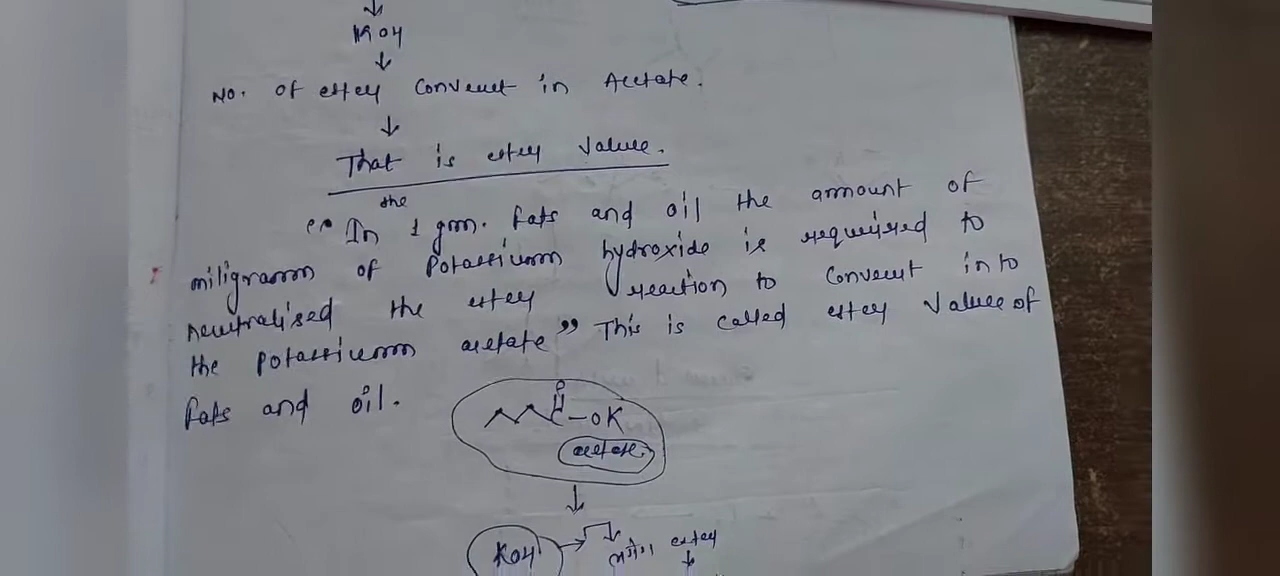 KOH
No. of ester Convert in Acetate.
That is ester Value.
the
"In 1 gm. fats and oil the amount of
miligramm of Potassium hydroxide is required to
neutralised the ester reaction to Convert into
the Potassium acetate" This is called ester Value of
fats and oil.
O
C-OK
acetate
KOH ester